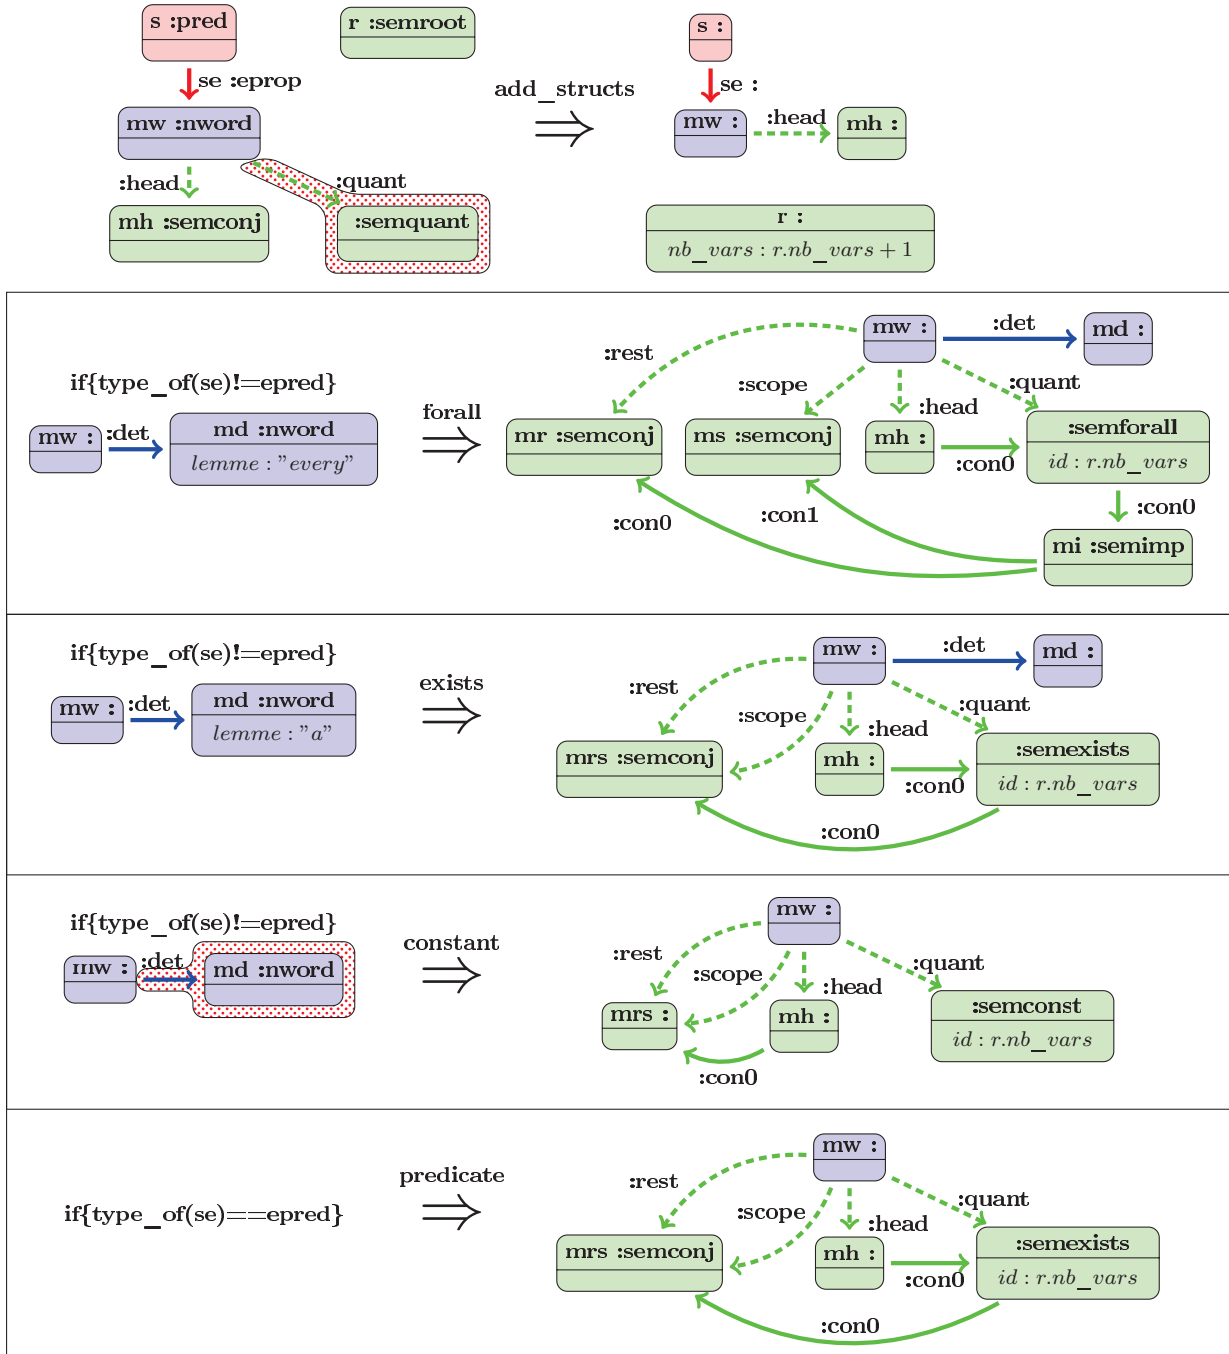 s :pred
r :semroot
s :
se :eprop
add_structs
se :
mw :nword
mw :
:head
mh :
:head
:quant
mh :semconj
:semquant
r :
nb_vars : r.nb_vars + 1
if{type_of(se)!=epred}
mw :
:det
md :nword
lemme : "every"
forall
mw :
:det
md :
:rest
:scope
:quant
:head
mr :semconj
ms :semconj
mh :
:con0
:semforall
id : r.nb_vars
:con0
:con0
:con1
mi :semimp
if{type_of(se)!=epred}
mw :
:det
md :nword
lemme : "a"
exists
mw :
:det
md :
:rest
:scope
:quant
:head
mrs :semconj
mh :
:con0
:semexists
id : r.nb_vars
:con0
if{type_of(se)!=epred}
mw :
:det
md :nword
constant
mw :
:rest
:scope
:quant
:head
mrs :
mh :
:semconst
id : r.nb_vars
:con0
if{type_of(se)==epred}
predicate
mw :
:rest
:scope
:quant
:head
mrs :semconj
mh :
:con0
:semexists
id : r.nb_vars
:con0